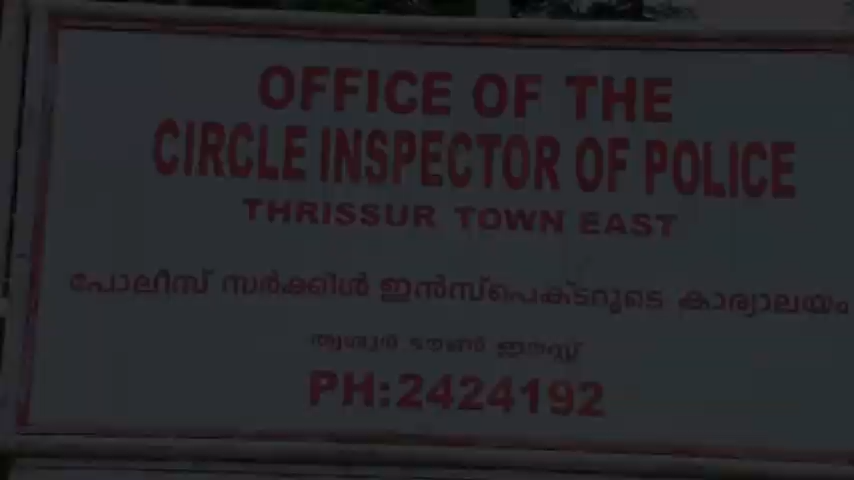 OFFICE OF THE
CIRCLE INSPECTOR OF POLICE
THRISSUR TOWN EAST
പോലീസ് സർക്കിൾ ഇൻസ്പെക്ടറുടെ കാര്യാലയം
തൃശൂർ ടൗൺ ഈസ്റ്റ്
PH:2424192